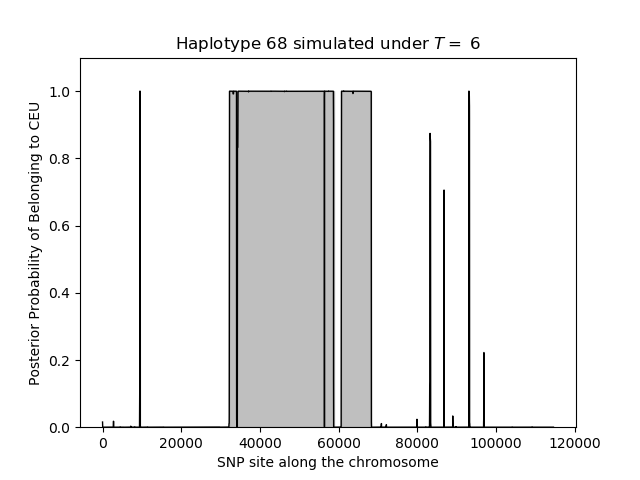 Haplotype 68 simulated under T = 6
Posterior Probability of Belonging to CEU
1.0
0.8
0.6
0.4
0.2
0.0
0 20000 40000 60000 80000 100000 120000
SNP site along the chromosome